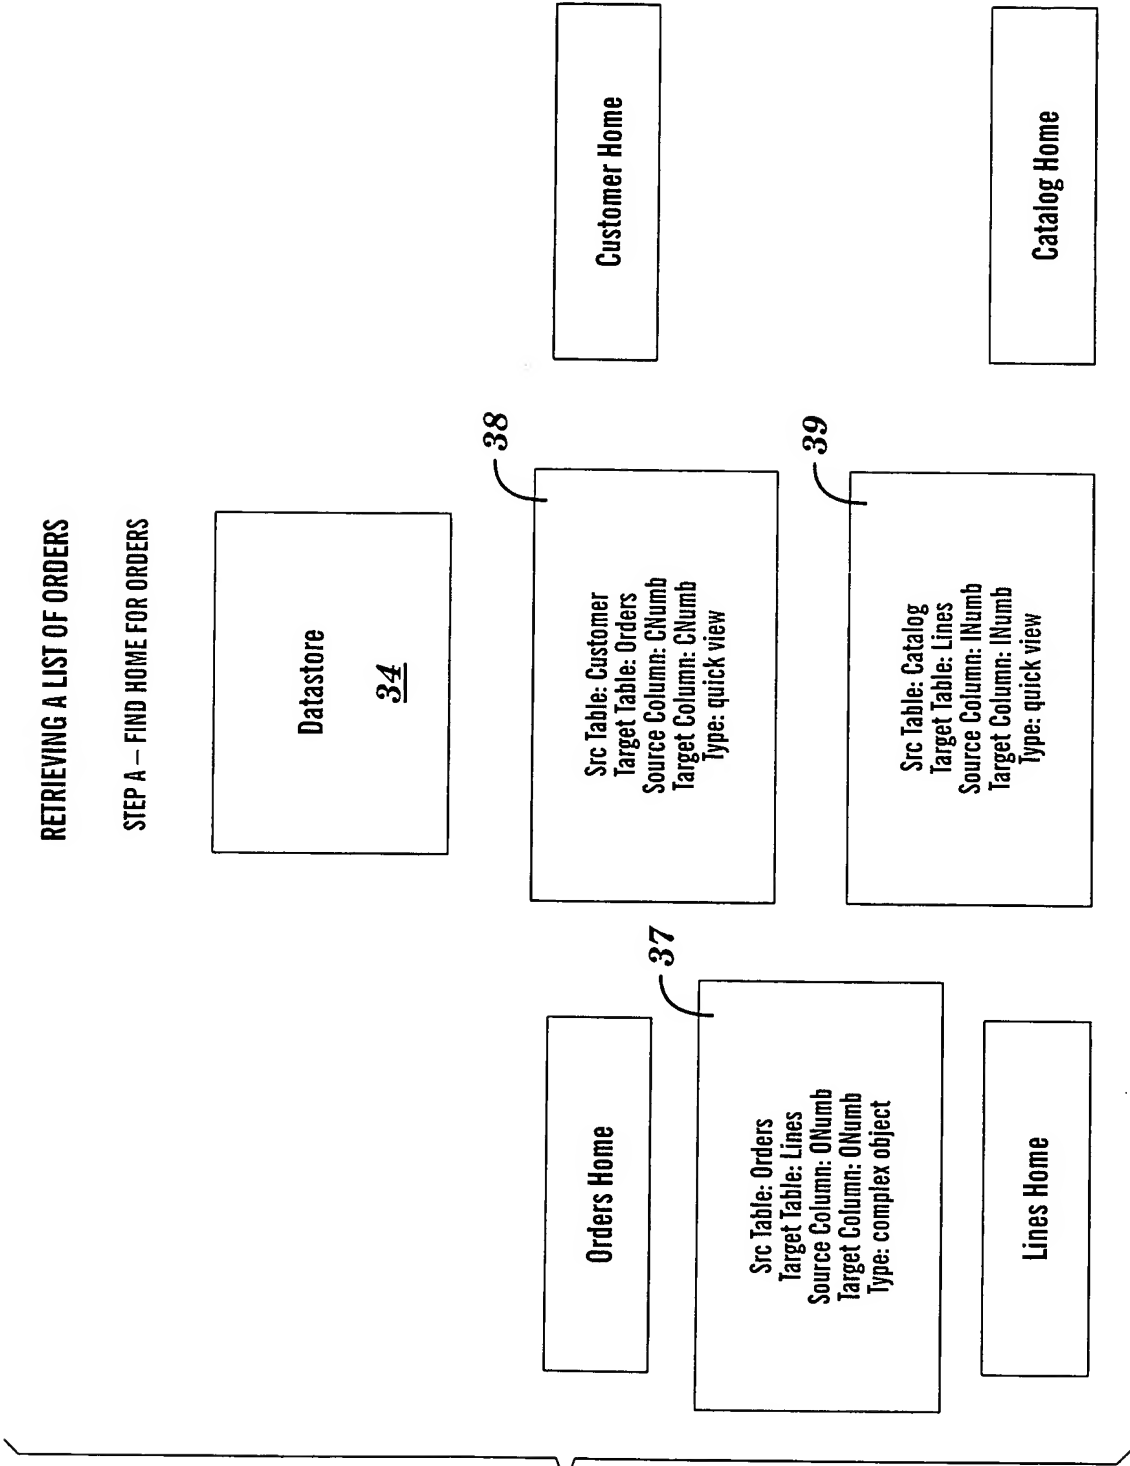 RETRIEVING A LIST OF ORDERS
STEP A – FIND HOME FOR ORDERS
Datastore
34
Orders Home
37
Src Table: Orders
Target Table: Lines
Source Column: ONumb
Target Column: ONumb
Type: complex object
Lines Home
38
Src Table: Customer
Target Table: Orders
Source Column: CNumb
Target Column: CNumb
Type: quick view
39
Src Table: Catalog
Target Table: Lines
Source Column: INumb
Target Column: INumb
Type: quick view
Customer Home
Catalog Home